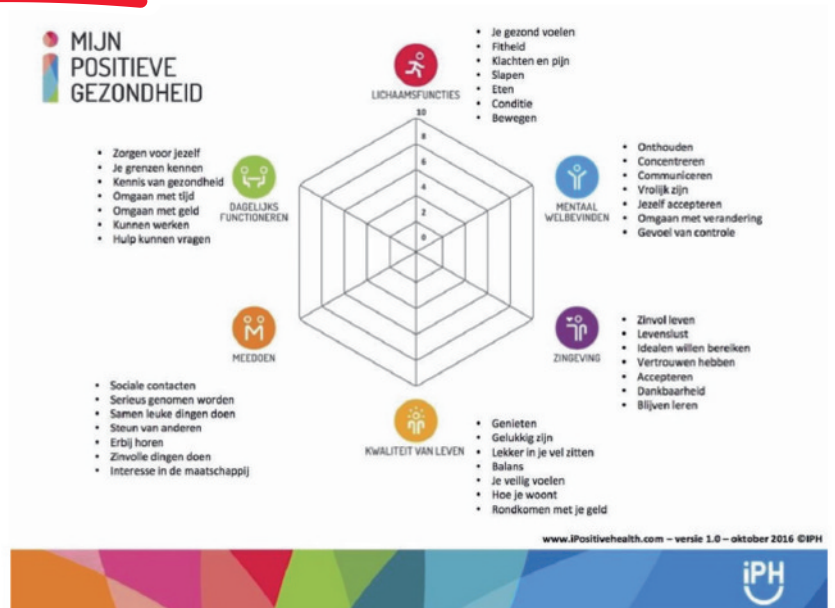 MIJN
POSITIEVE
GEZONDHEID
LICHAAMSFUNCTIES
• Je gezond voelen
• Fitheid
• Klachten en pijn
• Slapen
• Eten
• Conditie
• Bewegen
10
8
6
4
2
0
MENTAAL
WELBEVINDEN
• Onthouden
• Concentreren
• Communiceren
• Vrolijk zijn
• Jezelf accepteren
• Omgaan met verandering
• Gevoel van controle
ZINGEVING
• Zinvol leven
• Levenslust
• Idealen willen bereiken
• Vertrouwen hebben
• Accepteren
• Dankbaarheid
• Blijven leren
KWALITEIT VAN LEVEN
• Genieten
• Gelukkig zijn
• Lekker in je vel zitten
• Balans
• Je veilig voelen
• Hoe je woont
• Rondkomen met je geld
MEEDOEN
• Sociale contacten
• Serieus genomen worden
• Samen leuke dingen doen
• Steun van anderen
• Erbij horen
• Zinvolle dingen doen
• Interesse in de maatschappij
DAGELIJKS
FUNCTIONEREN
• Zorgen voor jezelf
• Je grenzen kennen
• Kennis van gezondheid
• Omgaan met tijd
• Omgaan met geld
• Kunnen werken
• Hulp kunnen vragen
www.iPositivehealth.com – versie 1.0 – oktober 2016 ©IPH
iPH